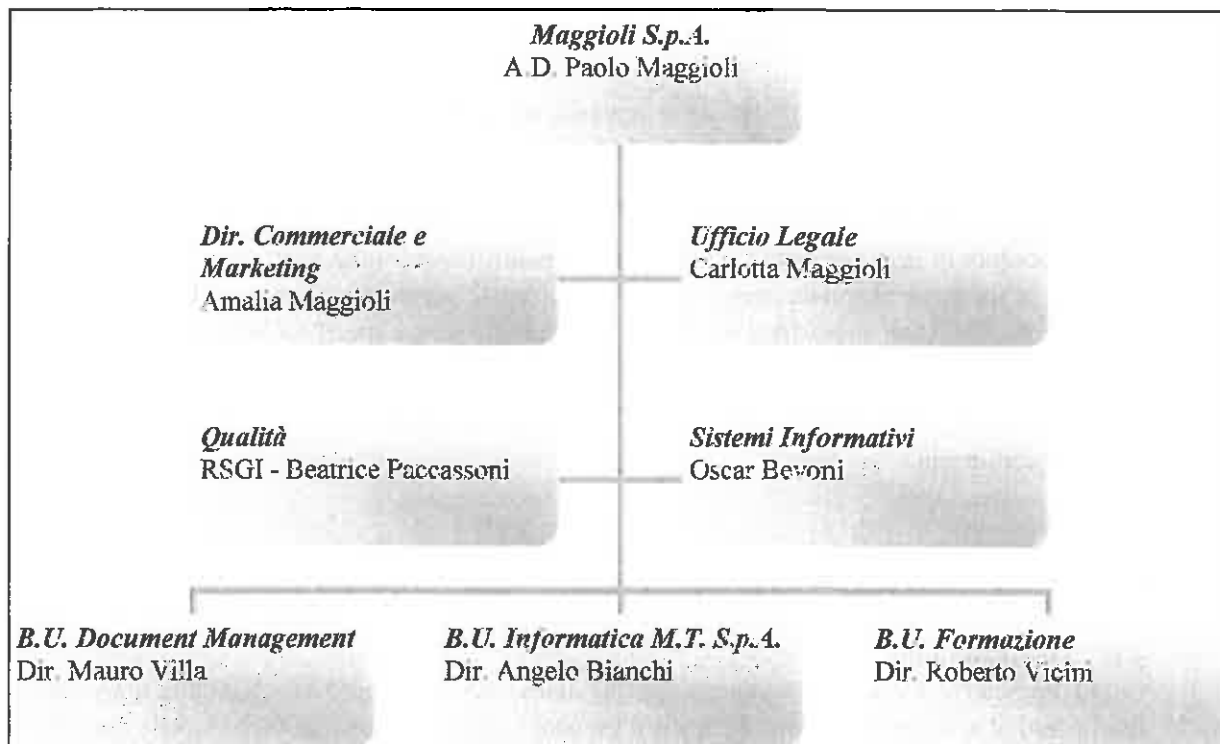 Maggioli S.p.A.
A.D. Paolo Maggioli
Dir. Commerciale e
Marketing
Amalia Maggioli
Ufficio Legale
Carlotta Maggioli
Qualità
RSGI - Beatrice Paccassoni
Sistemi Informativi
Oscar Bevoni
B.U. Document Management
Dir. Mauro Villa
B.U. Informatica M.T. S.p.A.
Dir. Angelo Bianchi
B.U. Formazione
Dir. Roberto Vicini